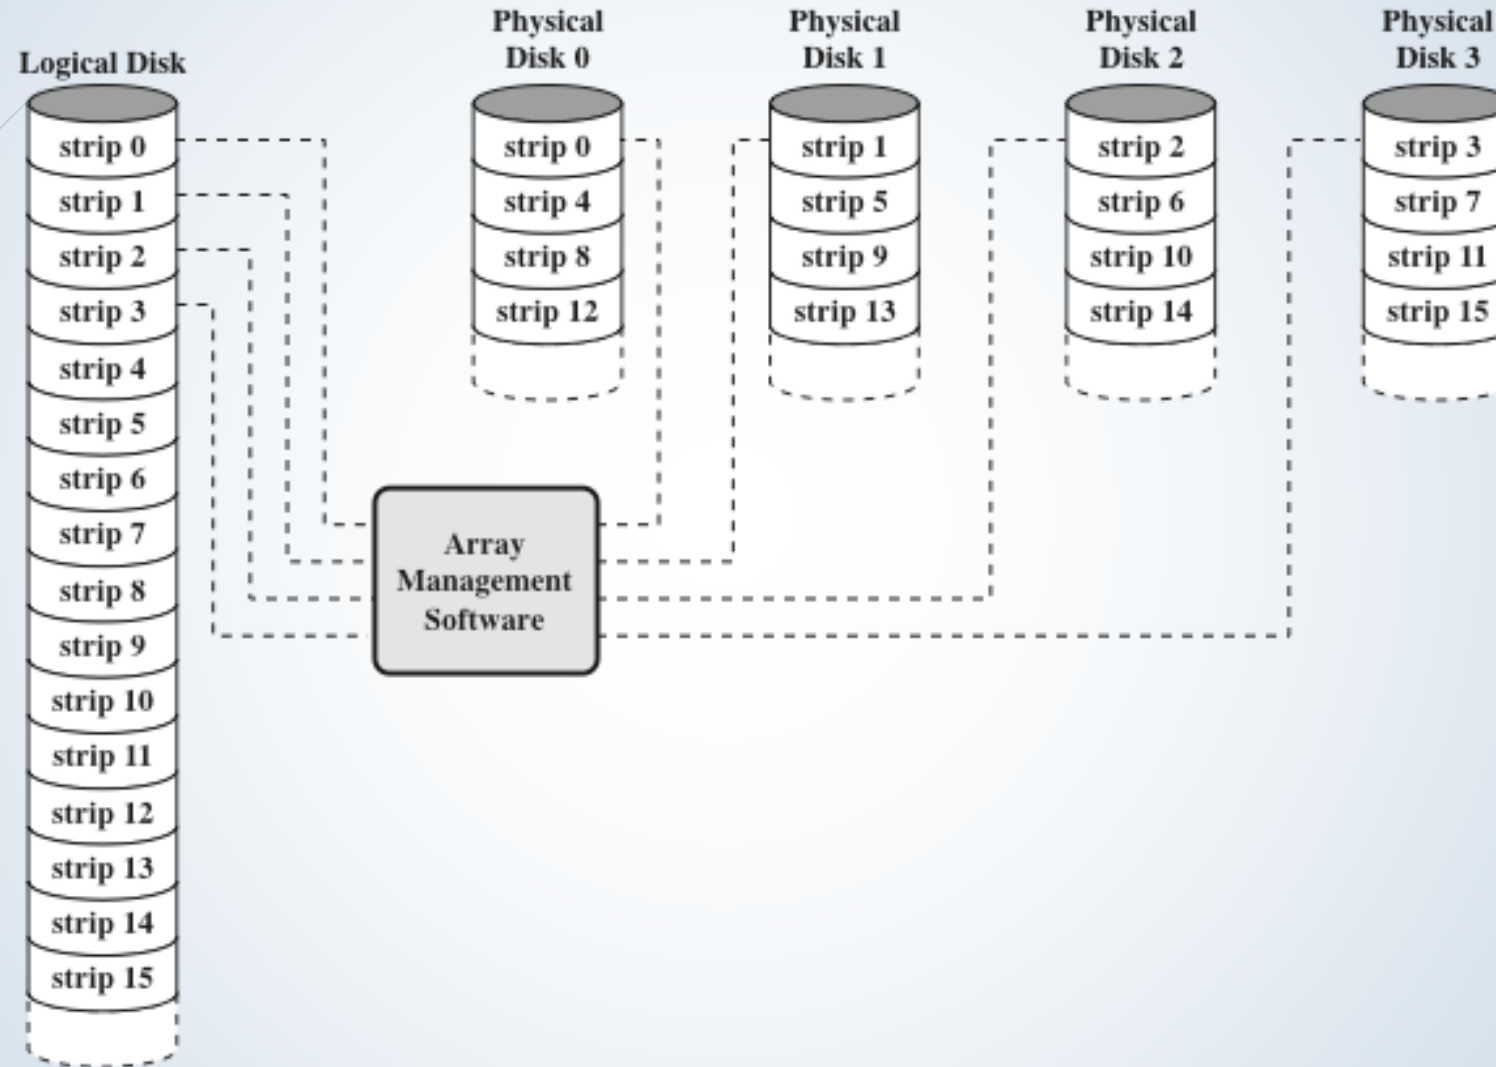 Logical Disk
strip 0
strip 1
strip 2
strip 3
strip 4
strip 5
strip 6
strip 7
strip 8
strip 9
strip 10
strip 11
strip 12
strip 13
strip 14
strip 15
Physical
Disk 0
strip 0
strip 4
strip 8
strip 12
Physical
Disk 1
strip 1
strip 5
strip 9
strip 13
Physical
Disk 2
strip 2
strip 6
strip 10
strip 14
Physical
Disk 3
strip 3
strip 7
strip 11
strip 15
Array
Management
Software